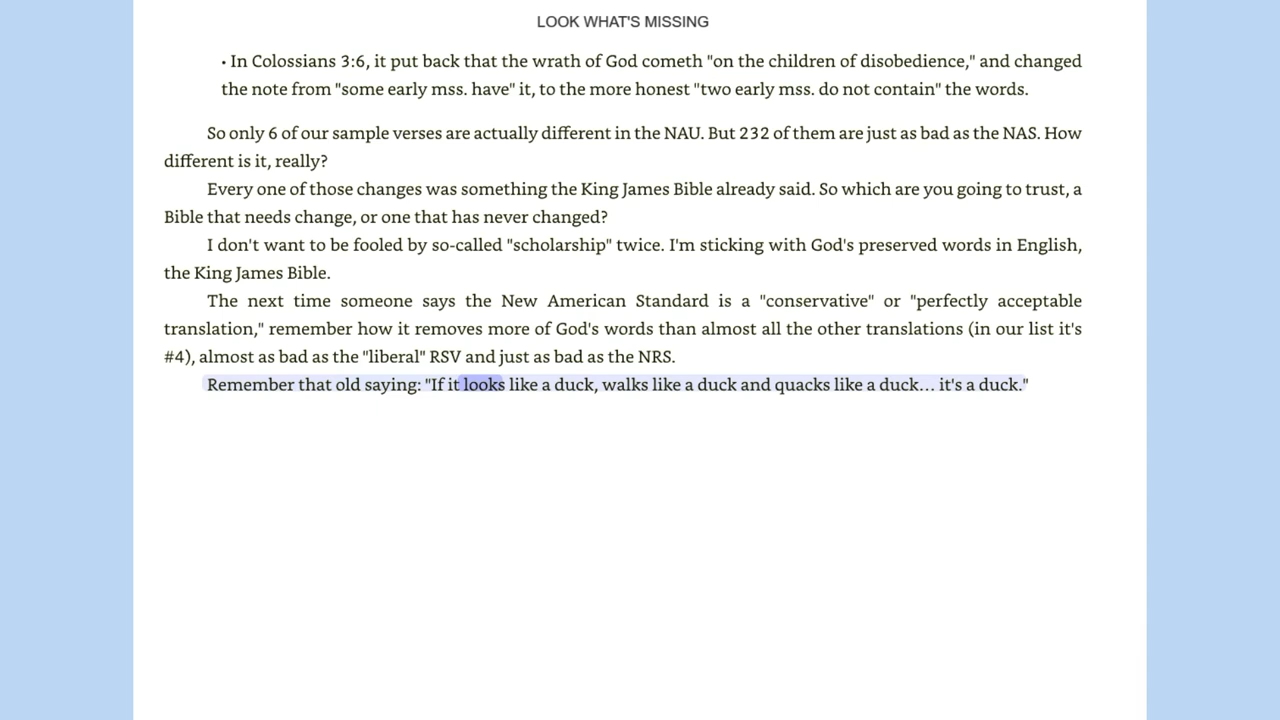 LOOK WHAT'S MISSING
• In Colossians 3:6, it put back that the wrath of God cometh "on the children of disobedience," and changed
the note from "some early mss. have" it, to the more honest "two early mss. do not contain" the words.
So only 6 of our sample verses are actually different in the NAU. But 232 of them are just as bad as the NAS. How
different is it, really?
Every one of those changes was something the King James Bible already said. So which are you going to trust, a
Bible that needs change, or one that has never changed?
I don't want to be fooled by so-called "scholarship" twice. I'm sticking with God's preserved words in English,
the King James Bible.
The next time someone says the New American Standard is a "conservative" or "perfectly acceptable
translation," remember how it removes more of God's words than almost all the other translations (in our list it's
#4), almost as bad as the "liberal" RSV and just as bad as the NRS.
Remember that old saying: "If it looks like a duck, walks like a duck and quacks like a duck... it's a duck."